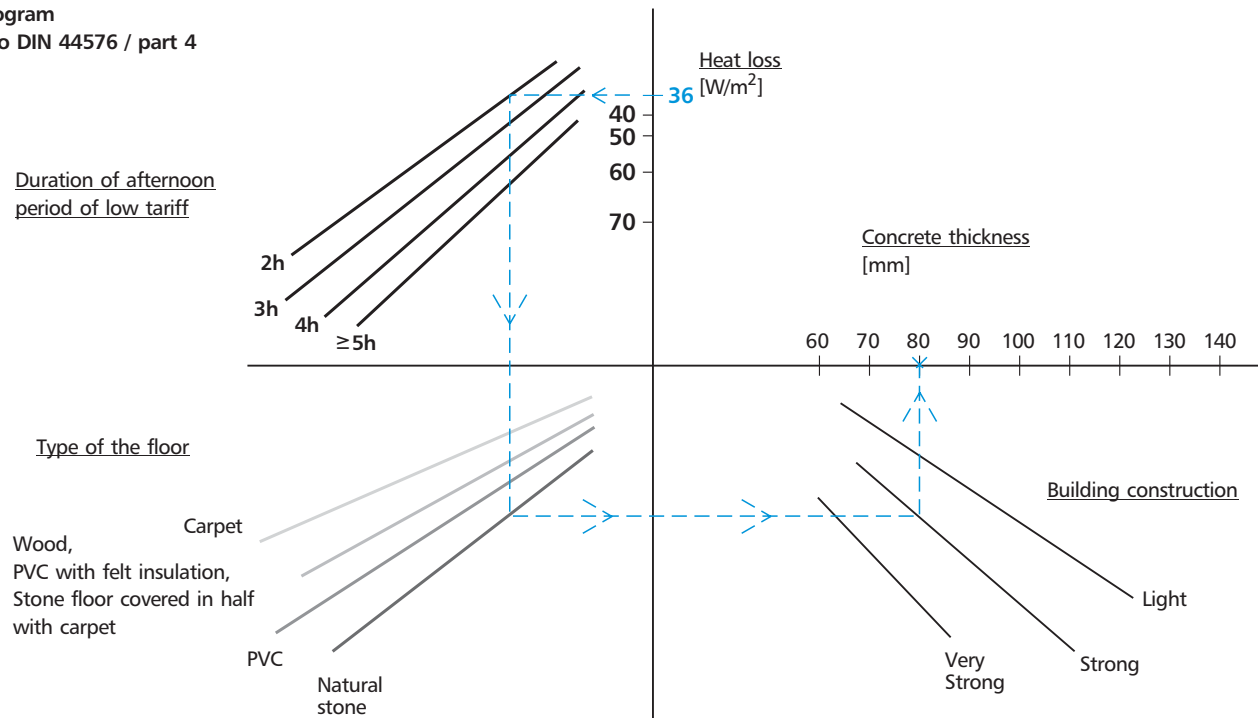 o DIN 44576 / part 4
Heat loss
[W/m²]
36
40
50
60
70
Duration of afternoon
period of low tariff
2h
3h
4h
≥5h
Concrete thickness
[mm]
60 70 80 90 100 110 120 130 140
Type of the floor
Carpet
Wood,
PVC with felt insulation,
Stone floor covered in half
with carpet
PVC
Natural
stone
Building construction
Light
Strong
Very
Strong